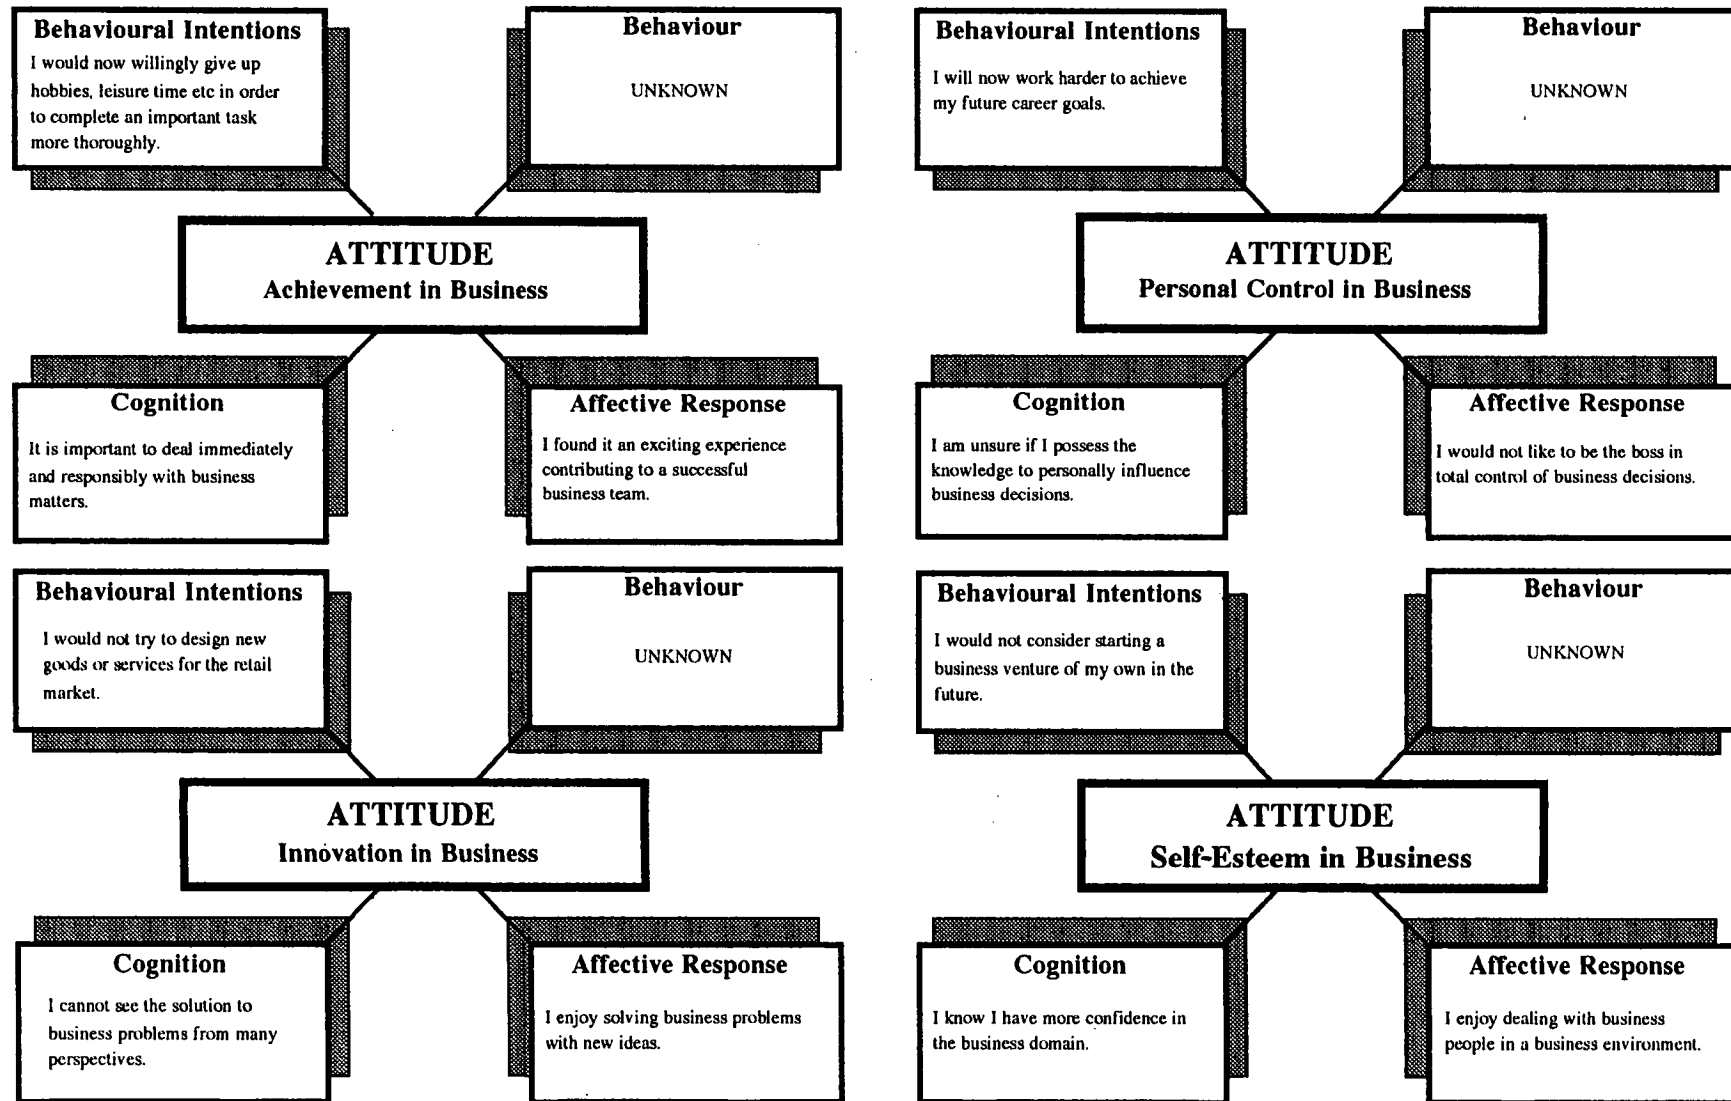 Behavioural Intentions
I would now willingly give up
hobbies, leisure time etc in order
to complete an important task
more thoroughly.
Behaviour
UNKNOWN
ATTITUDE
Achievement in Business
Cognition
It is important to deal immediately
and responsibly with business
matters.
Affective Response
I found it an exciting experience
contributing to a successful
business team.
Behavioural Intentions
I will now work harder to achieve
my future career goals.
Behaviour
UNKNOWN
ATTITUDE
Personal Control in Business
Cognition
I am unsure if I possess the
knowledge to personally influence
business decisions.
Affective Response
I would not like to be the boss in
total control of business decisions.
Behavioural Intentions
I would not try to design new
goods or services for the retail
market.
Behaviour
UNKNOWN
ATTITUDE
Innovation in Business
Cognition
I cannot see the solution to
business problems from many
perspectives.
Affective Response
I enjoy solving business problems
with new ideas.
Behavioural Intentions
I would not consider starting a
business venture of my own in the
future.
Behaviour
UNKNOWN
ATTITUDE
Self-Esteem in Business
Cognition
I know I have more confidence in
the business domain.
Affective Response
I enjoy dealing with business
people in a business environment.